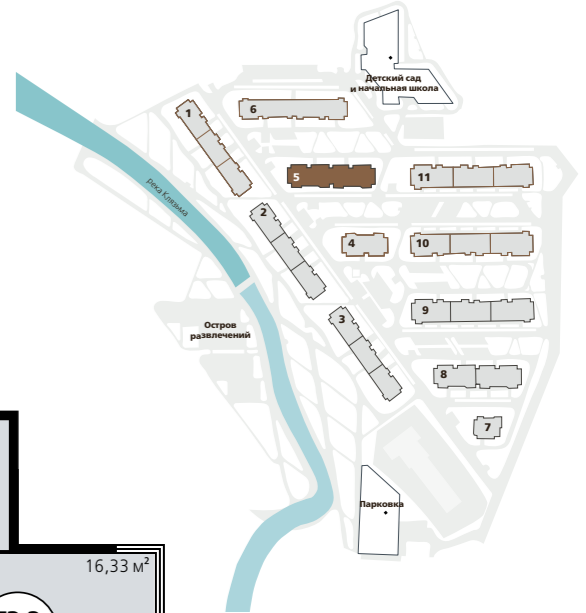 Детский сад
и начальная школа
1
6
5
11
река Клязьма
2
4
10
Остров
развлечений
3
9
8
7
Парковка
16,33 м²